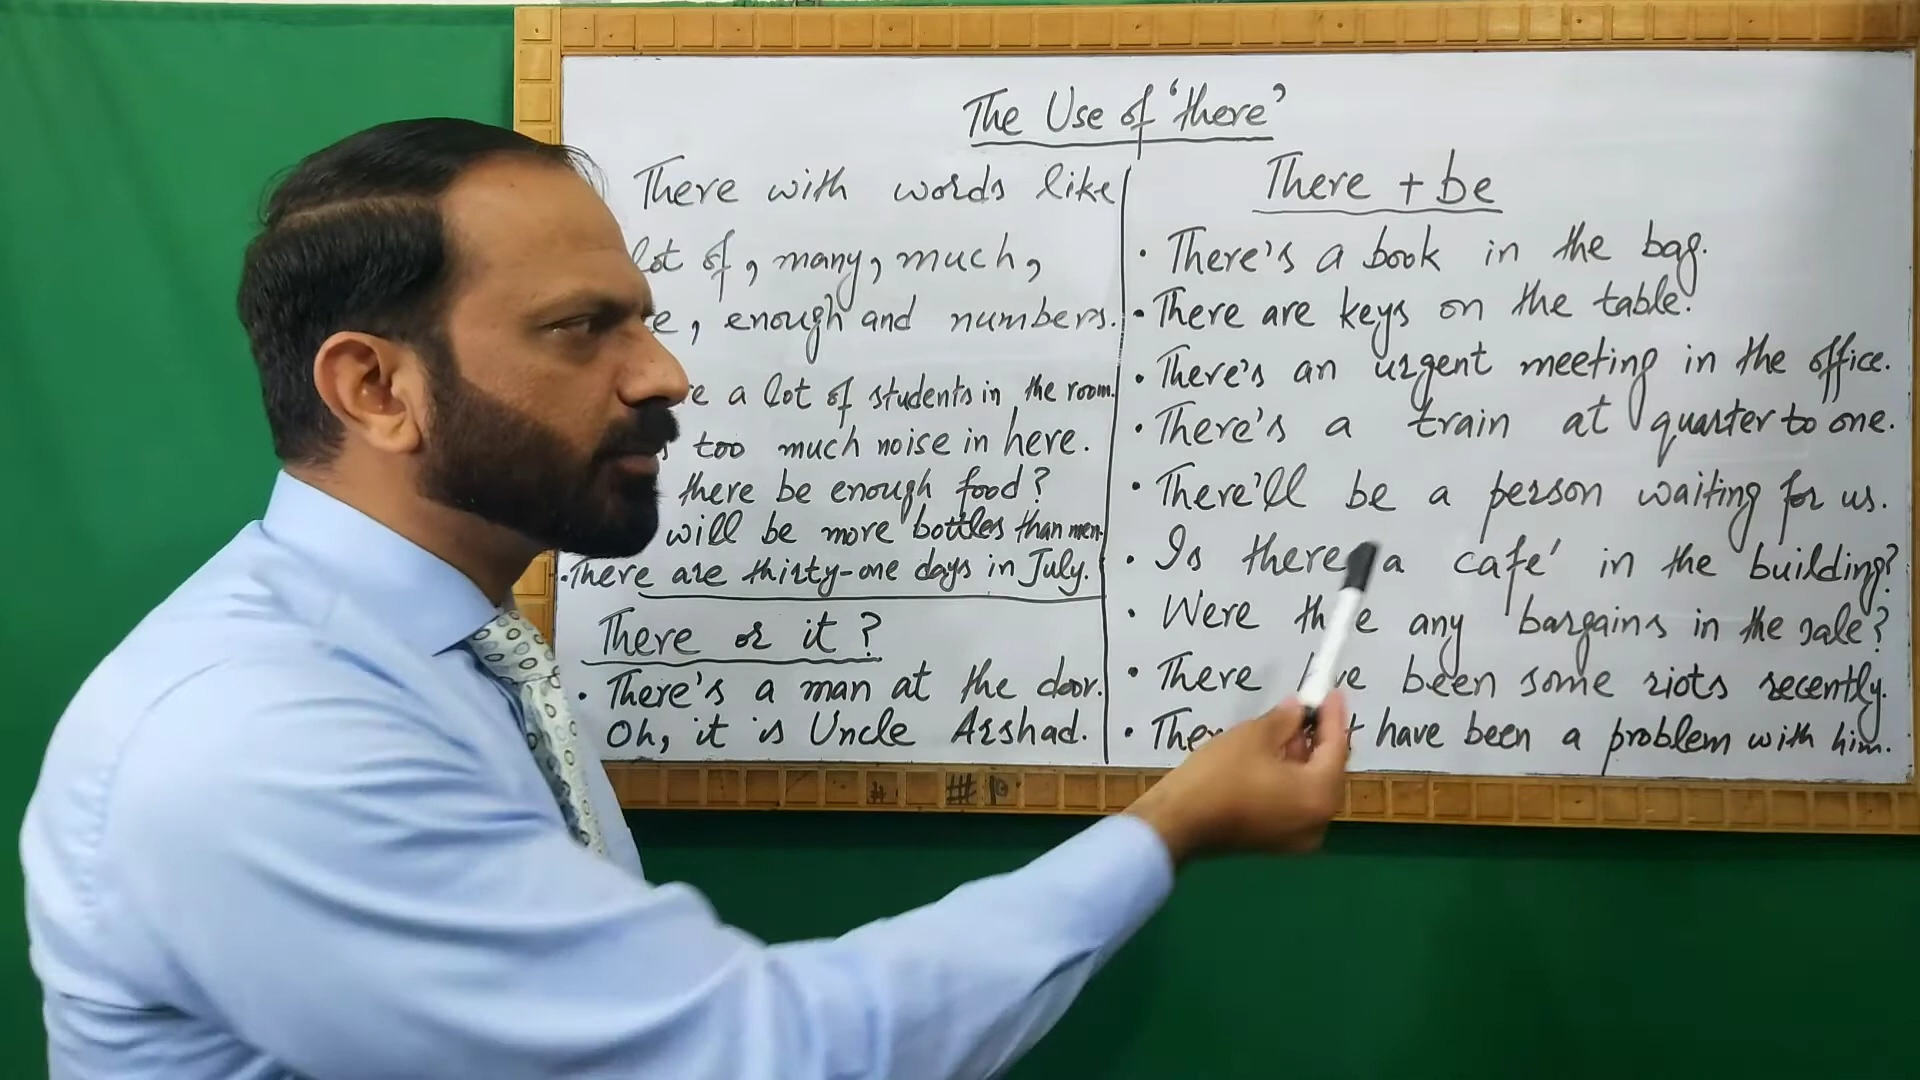 The Use of ‘there’
There with words like
lot of, many, much,
enough and numbers.
a lot of students in the room.
too much noise in here.
there be enough food?
will be more bottles than men.
•There are thirty-one days in July.
There or it?
• There's a man at the door.
Oh, it is Uncle Arshad.
There + be
• There's a book in the bag.
• There are keys on the table.
• There's an urgent meeting in the office.
• There's a train at quarter to one.
• There'll be a person waiting for us.
• Is there a café in the building?
• Were any bargains in the sale?
• There been some riots recently.
• have been a problem with him.